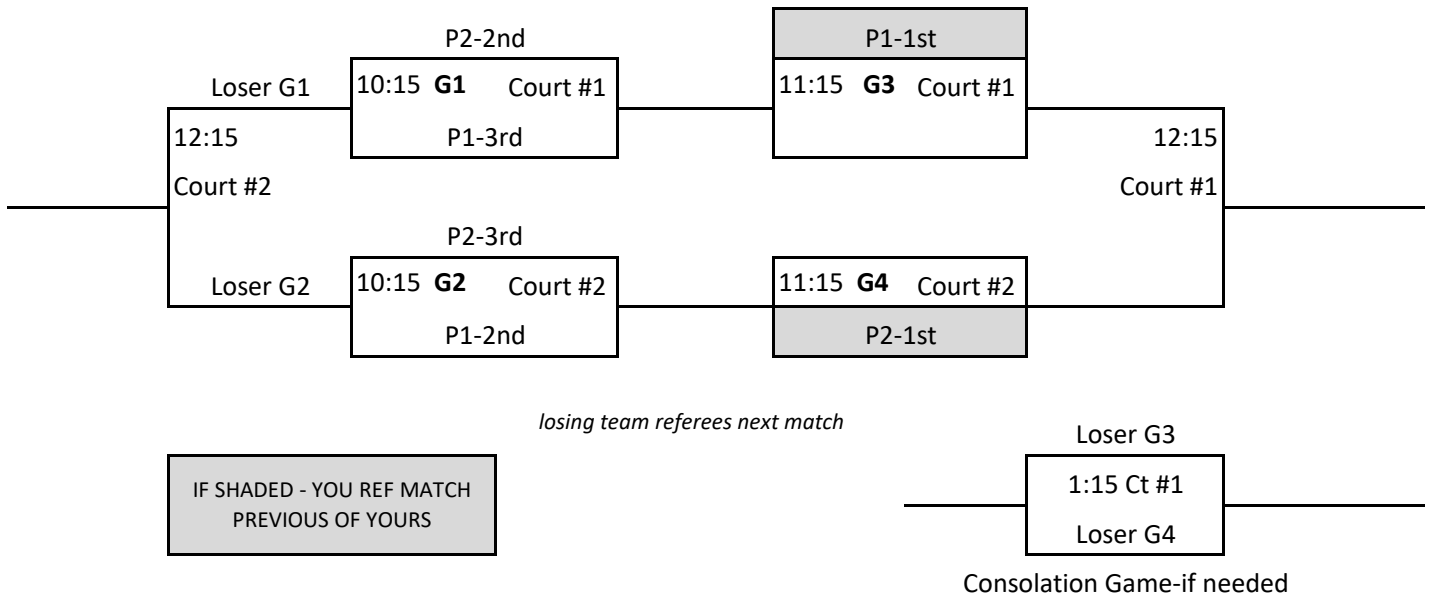 P2-2nd
P1-1st
Loser G1
10:15 G1 Court #1
11:15 G3 Court #1
12:15
P1-3rd
12:15
Court #2
Court #1
P2-3rd
Loser G2
10:15 G2 Court #2
11:15 G4 Court #2
P1-2nd
P2-1st
losing team referees next match
Loser G3
IF SHADED - YOU REF MATCH
PREVIOUS OF YOURS
1:15 Ct #1
Loser G4
Consolation Game-if needed